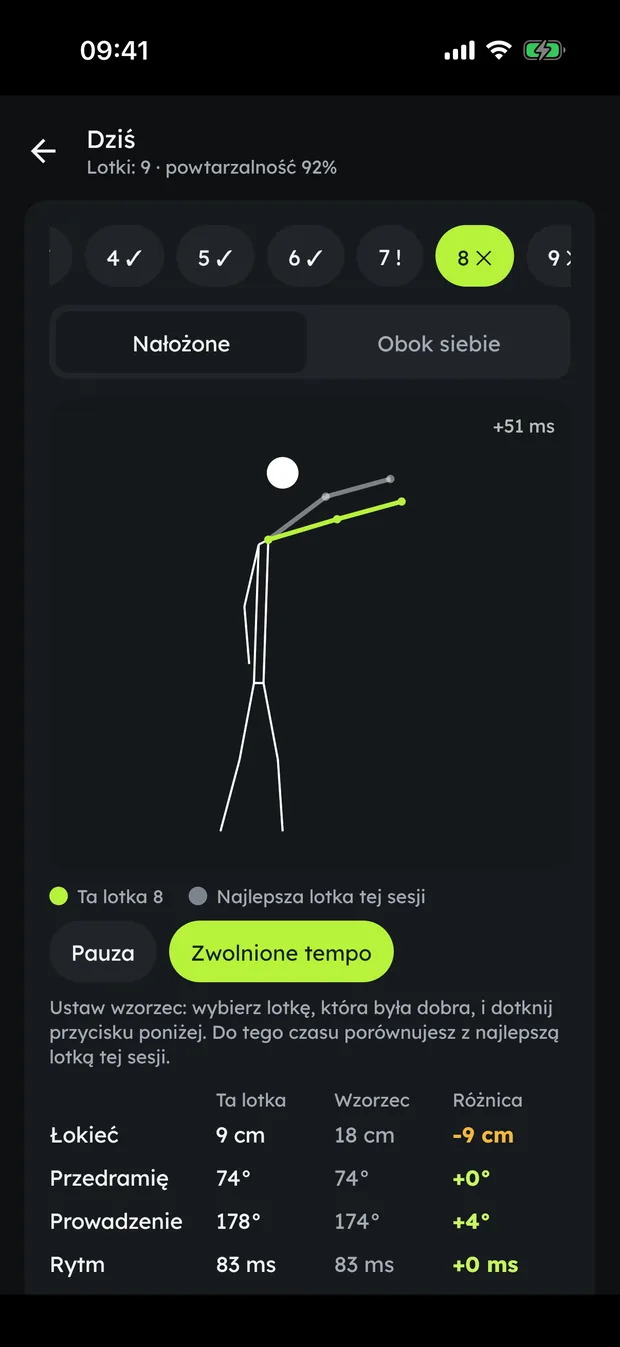 09:41
Dziś
Lotki: 9 · powtarzalność 92%
4 ✓ 5 ✓ 6 ✓ 7 ! 8 × 9
Nałożone Obok siebie
+51 ms
Ta lotka 8 Najlepsza lotka tej sesji
Pauza Zwolnione tempo
Ustaw wzorzec: wybierz lotkę, która była dobra, i dotknij
przycisku poniżej. Do tego czasu porównujesz z najlepszą
lotką tej sesji.
Ta lotka Wzorzec Różnica
Łokieć 9 cm 18 cm -9 cm
Przedramię 74° 74° +0°
Prowadzenie 178° 174° +4°
Rytm 83 ms 83 ms +0 ms